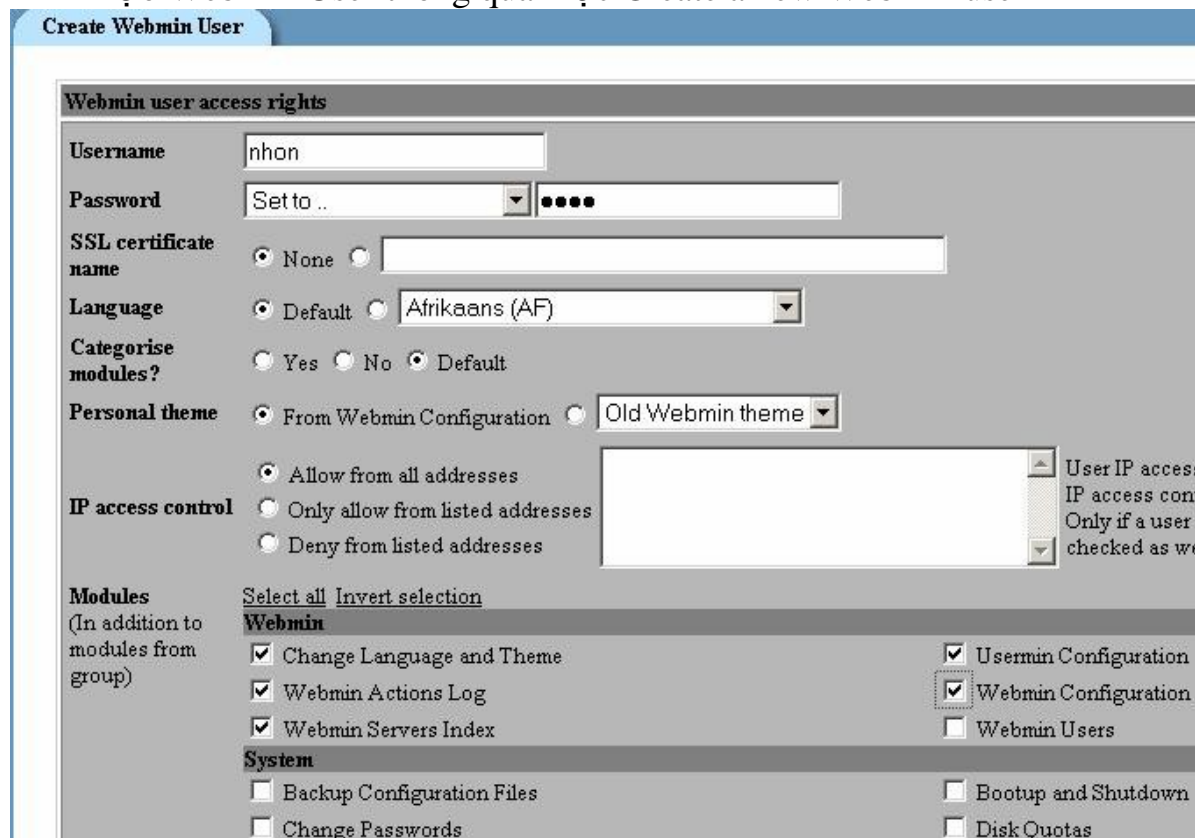 Create Webmin User
Webmin user access rights
Username nhon
Password Set to .. ●●●●
SSL certificate
name None
Language Default Afrikaans (AF)
Categorise
modules? Yes No Default
Personal theme From Webmin Configuration Old Webmin theme
IP access control Allow from all addresses
Only allow from listed addresses
Deny from listed addresses
User IP access
IP access con
Only if a user
checked as we
Modules
(In addition to
modules from
group)
Select all Invert selection
Webmin
Change Language and Theme Usermin Configuration
Webmin Actions Log Webmin Configuration
Webmin Servers Index Webmin Users
System
Backup Configuration Files Bootup and Shutdown
Change Passwords Disk Quotas